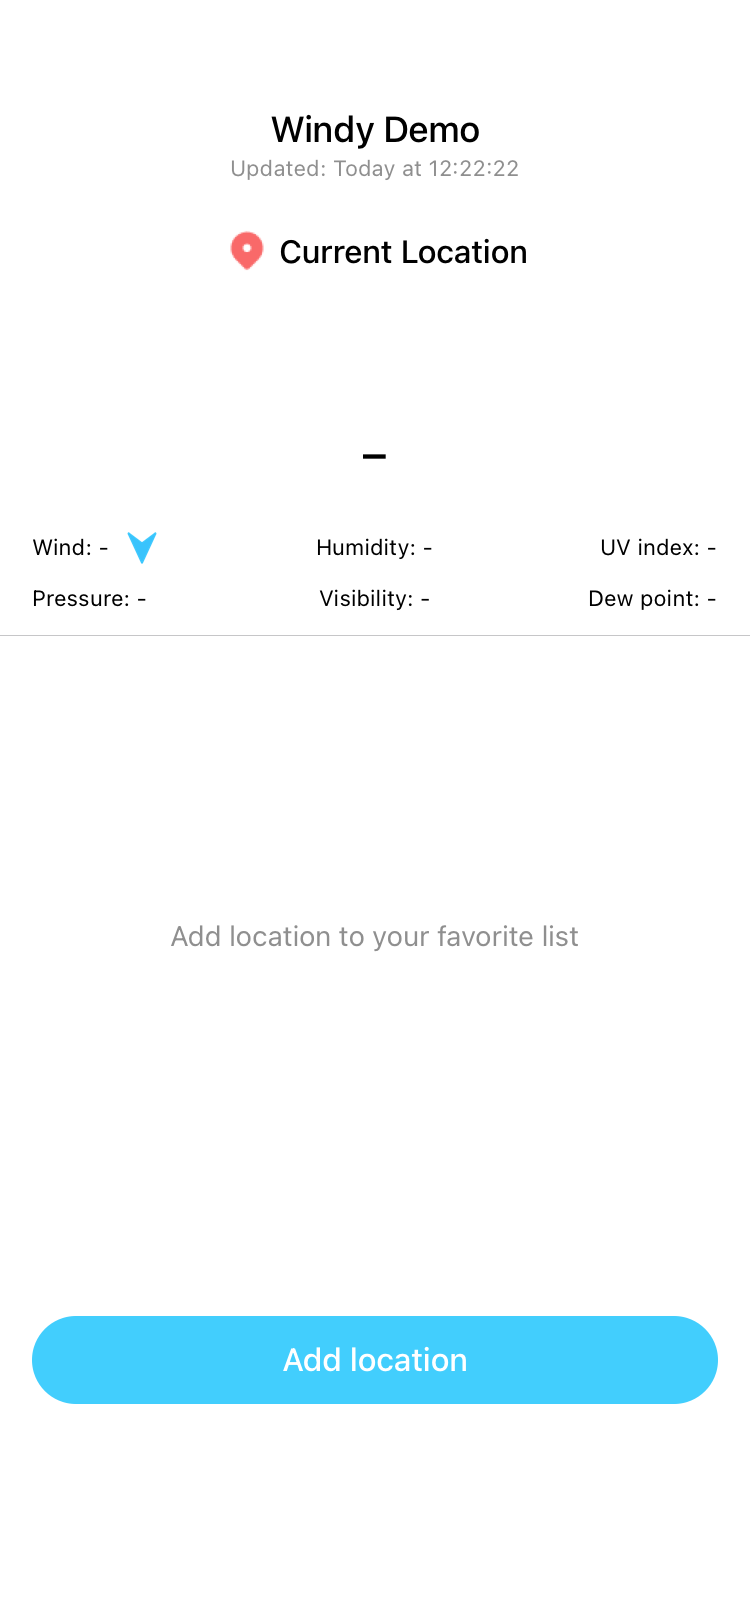 Windy Demo
Updated: Today at 12:22:22
Current Location
–
Wind: - Humidity: - UV index: -
Pressure: - Visibility: - Dew point: -
Add location to your favorite list
Add location